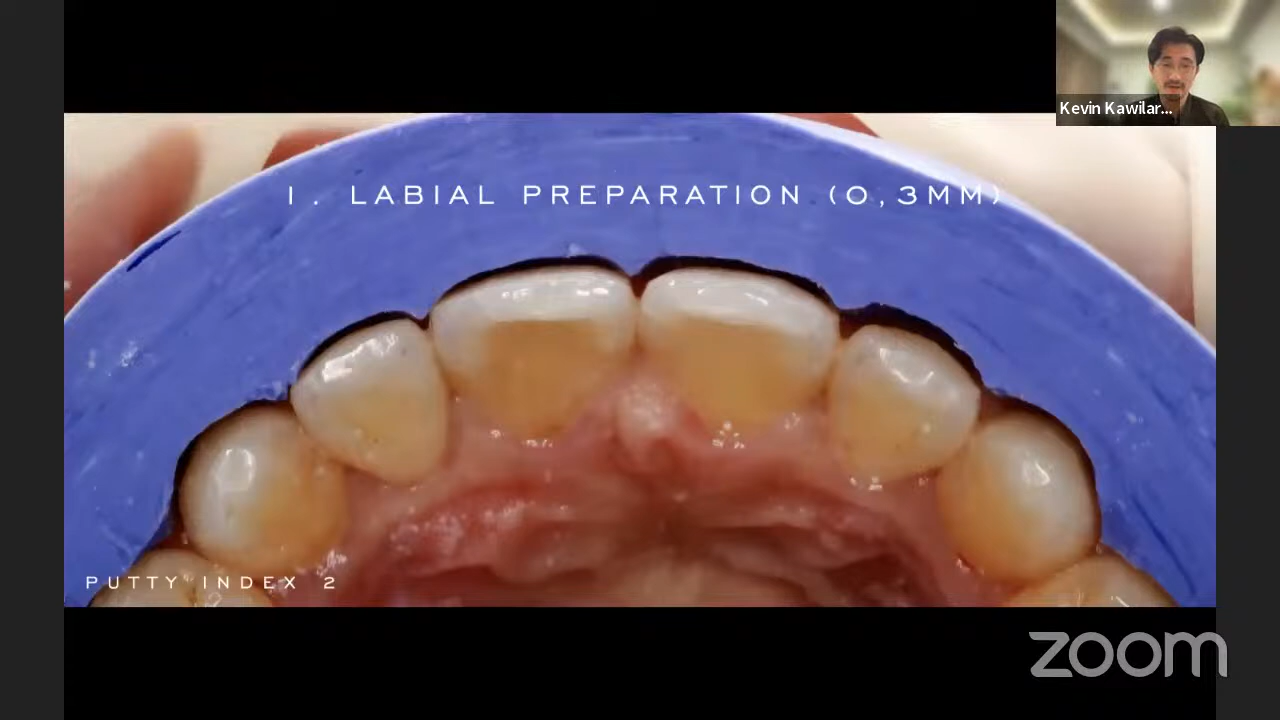 Kevin Kawilar...
1. LABIAL PREPARATION (0,3MM)
PUTTY INDEX 2
zoom